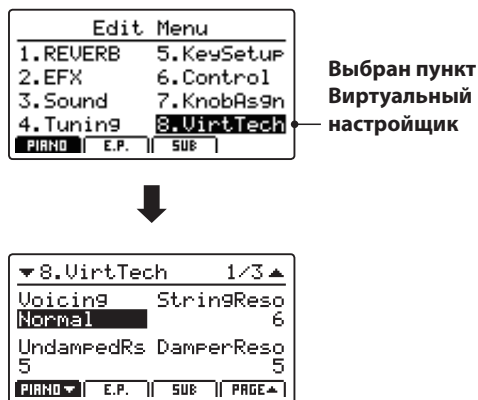 Edit Menu
1.REVERB 5.KeySetup
2.EFX 6.Control
3.Sound 7.KnobAsgn
4.Tuning 8.VirtTech
PIANO E.P. SUB
Выбран пункт
Виртуальный
настройщик
▼8.VirtTech 1/3▲
Voicing StringReso
Normal 6
UndampedRs DamperReso
5 5
PIANO▼ E.P. SUB PAGE▲